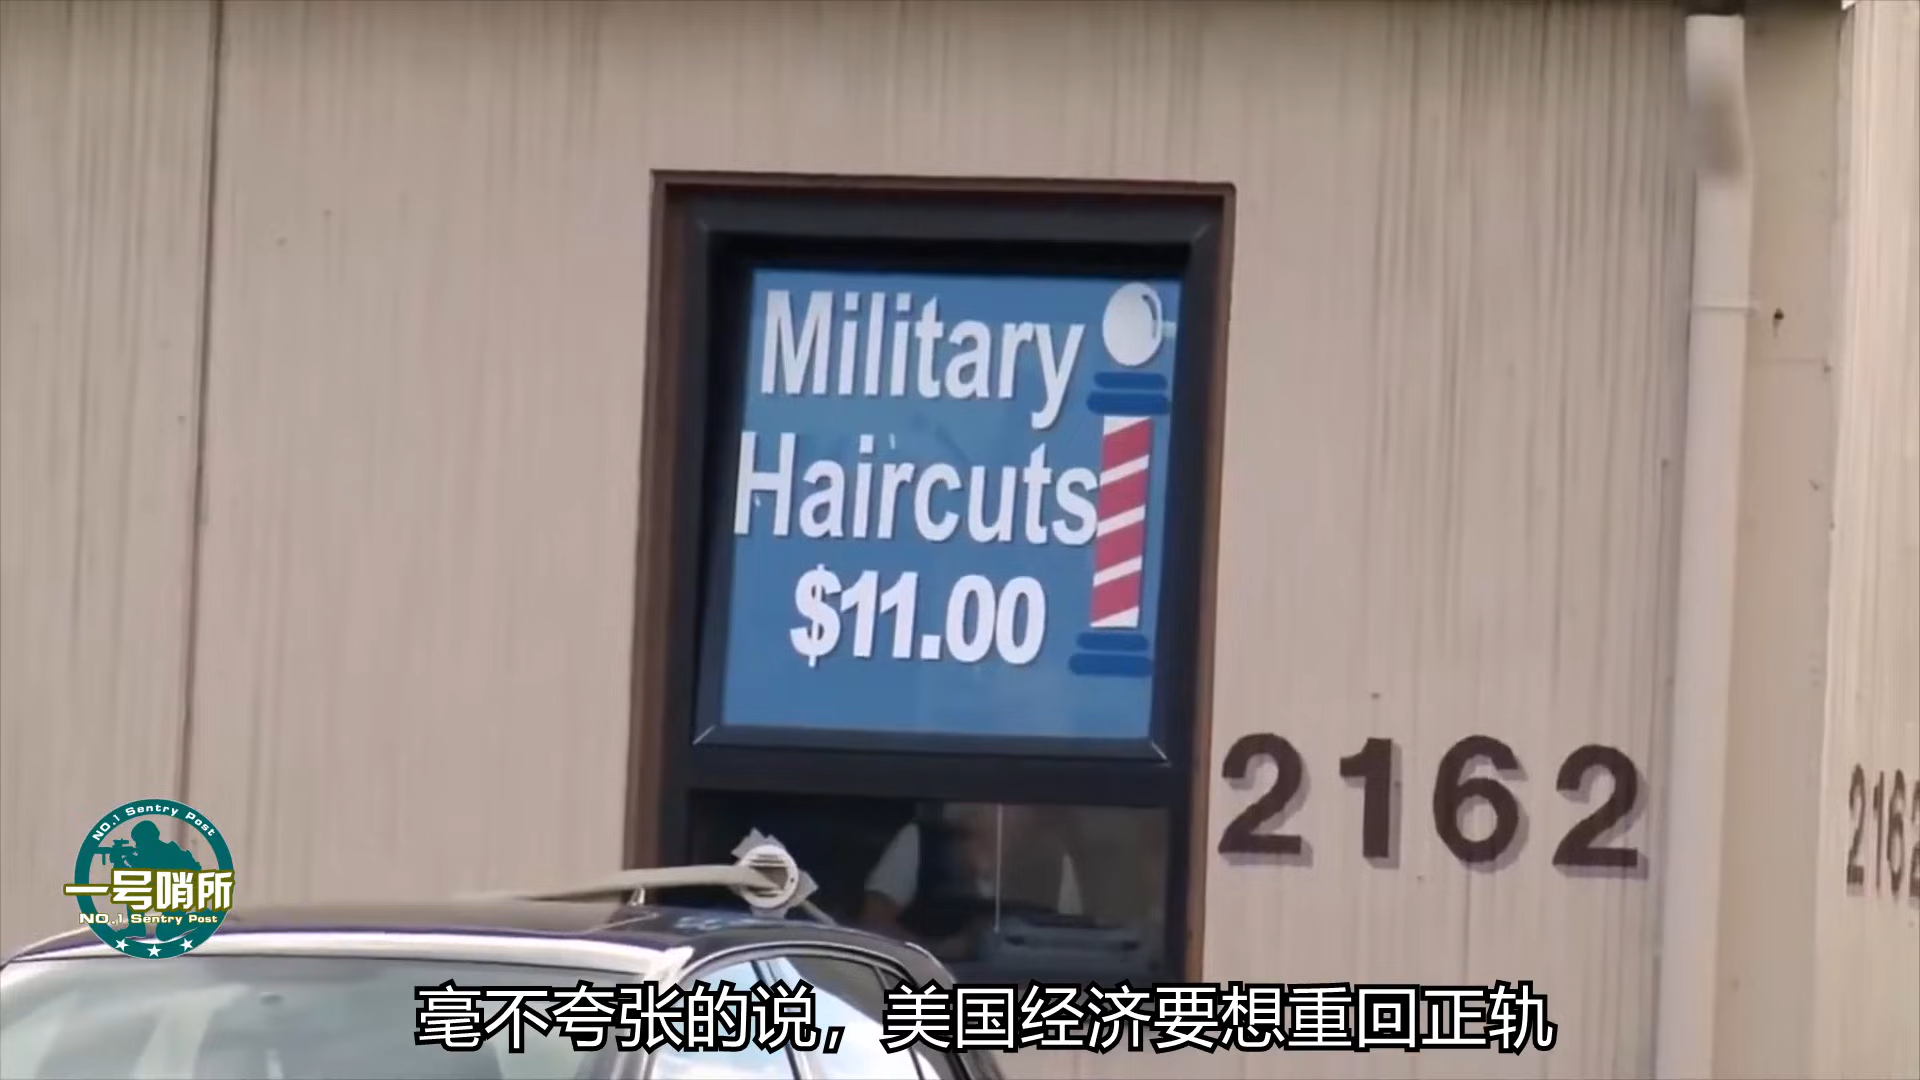 Military
Haircuts
$11.00
2162
2162
NO.1 Sentry Post
一号哨所
NO.1 Sentry Post
毫不夸张的说，美国经济要想重回正轨